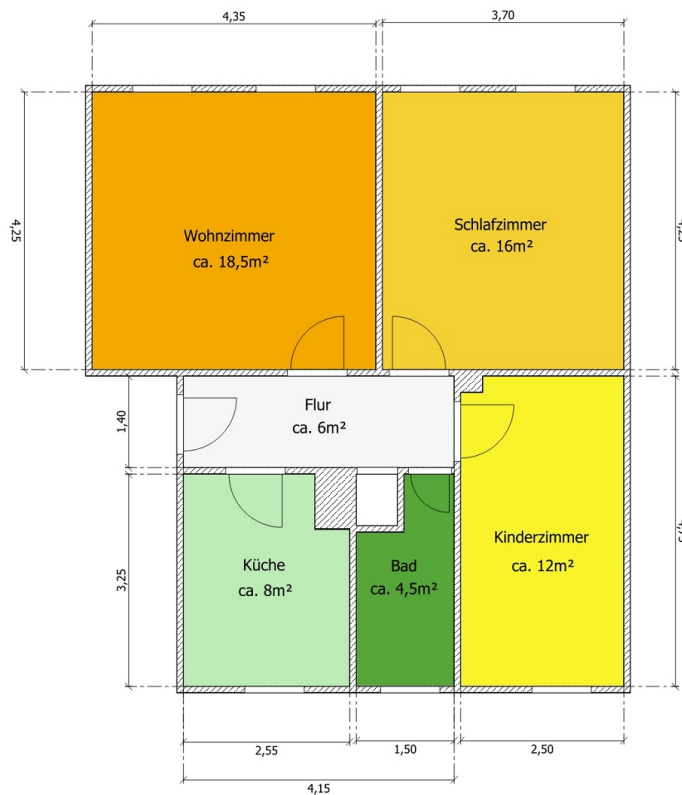 4,35
3,70
4,25
Wohnzimmer
ca. 18,5m²
Schlafzimmer
ca. 16m²
Flur
ca. 6m²
1,40
Küche
ca. 8m²
Bad
ca. 4,5m²
Kinderzimmer
ca. 12m²
3,25
2,55
1,50
2,50
4,15